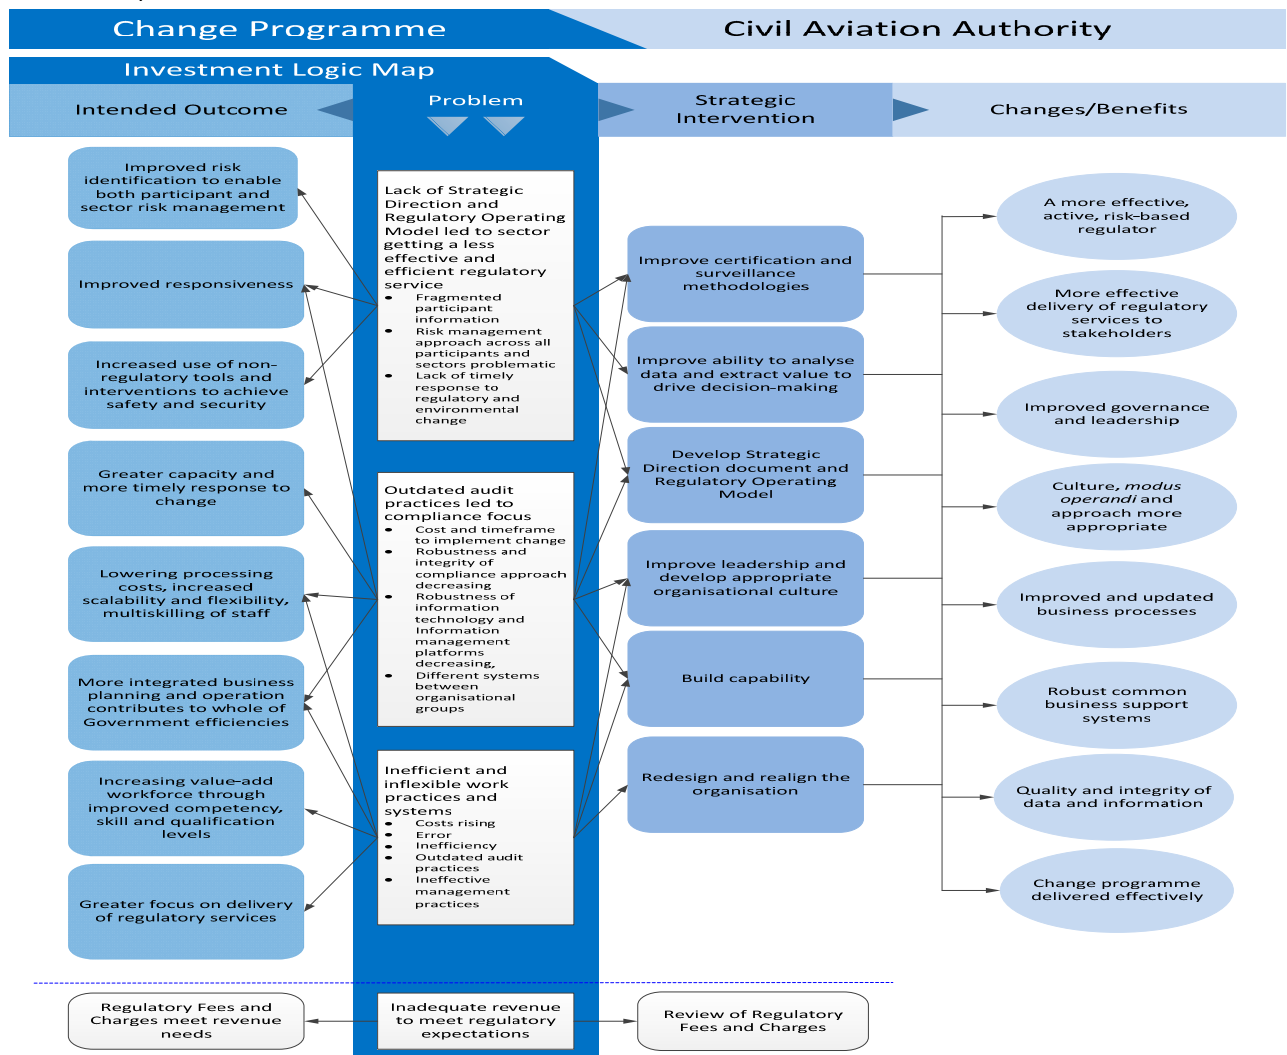 Change Programme
Civil Aviation Authority
Investment Logic Map
Intended Outcome
Problem
Strategic
Intervention
Changes/Benefits
Improved risk
identification to enable
both participant and
sector risk management
Improved responsiveness
Increased use of non-
regulatory tools and
interventions to achieve
safety and security
Greater capacity and
more timely response to
change
Lowering processing
costs, increased
scalability and flexibility,
multiskilling of staff
More integrated business
planning and operation
contributes to whole of
Government efficiencies
Increasing value-add
workforce through
improved competency,
skill and qualification
levels
Greater focus on delivery
of regulatory services
Lack of Strategic
Direction and
Regulatory Operating
Model led to sector
getting a less
effective and
efficient regulatory
service
• Fragmented
participant
information
• Risk management
approach across all
participants and
sectors problematic
• Lack of timely
response to
regulatory and
environmental
change
Outdated audit
practices led to
compliance focus
• Cost and timeframe
to implement change
• Robustness and
integrity of
compliance approach
decreasing
• Robustness of
information
technology and
Information
management
platforms
decreasing,
• Different systems
between
organisational
groups
Inefficient and
inflexible work
practices and
systems
• Costs rising
• Error
• Inefficiency
• Outdated audit
practices
• Ineffective
management
practices
Improve certification and
surveillance
methodologies
Improve ability to analyse
data and extract value to
drive decision-making
Develop Strategic
Direction document and
Regulatory Operating
Model
Improve leadership and
develop appropriate
organisational culture
Build capability
Redesign and realign the
organisation
A more effective,
active, risk-based
regulator
More effective
delivery of regulatory
services to
stakeholders
Improved governance
and leadership
Culture, modus
operandi and
approach more
appropriate
Improved and updated
business processes
Robust common
business support
systems
Quality and integrity of
data and information
Change programme
delivered effectively
Regulatory Fees and
Charges meet revenue
needs
Inadequate revenue
to meet regulatory
expectations
Review of Regulatory
Fees and Charges